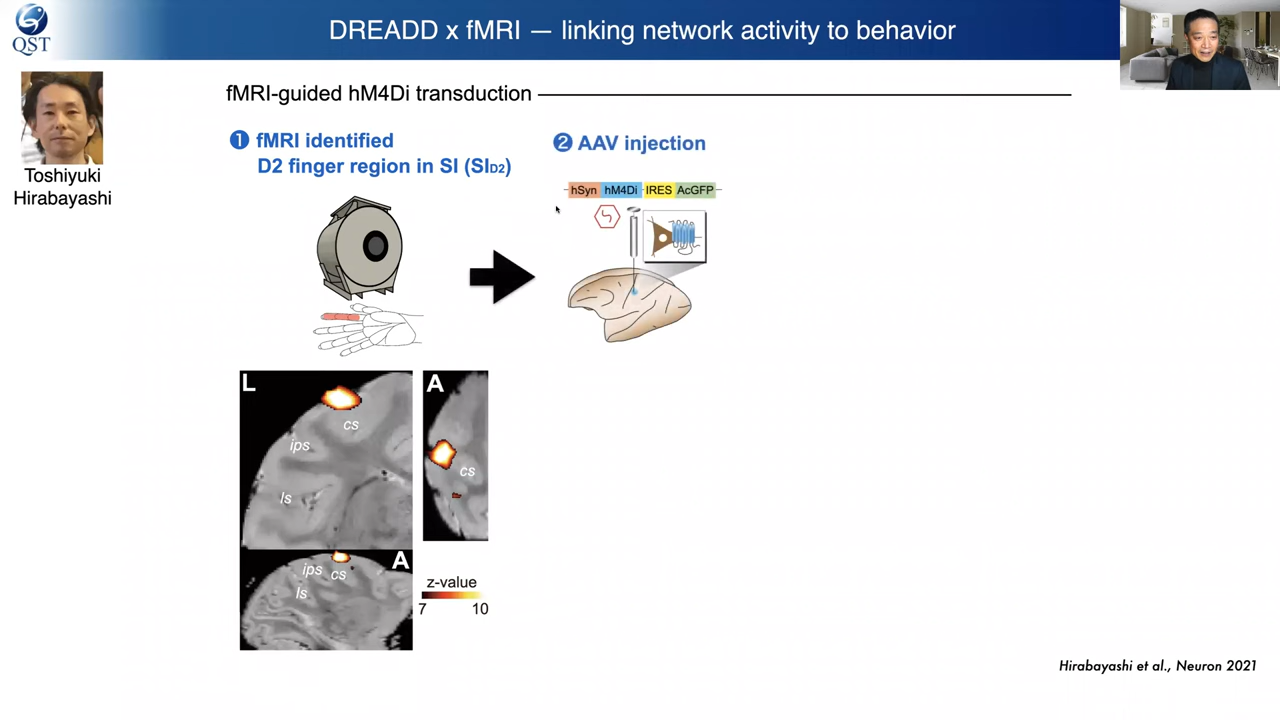 QST
DREADD x fMRI — linking network activity to behavior
Toshiyuki
Hirabayashi
fMRI-guided hM4Di transduction
❶ fMRI identified
D2 finger region in SI (SID2)
❷ AAV injection
hSyn hM4Di IRES AcGFP
L
cs
ips
ls
A
cs
A
ips
cs
ls
z-value
7 10
Hirabayashi et al., Neuron 2021